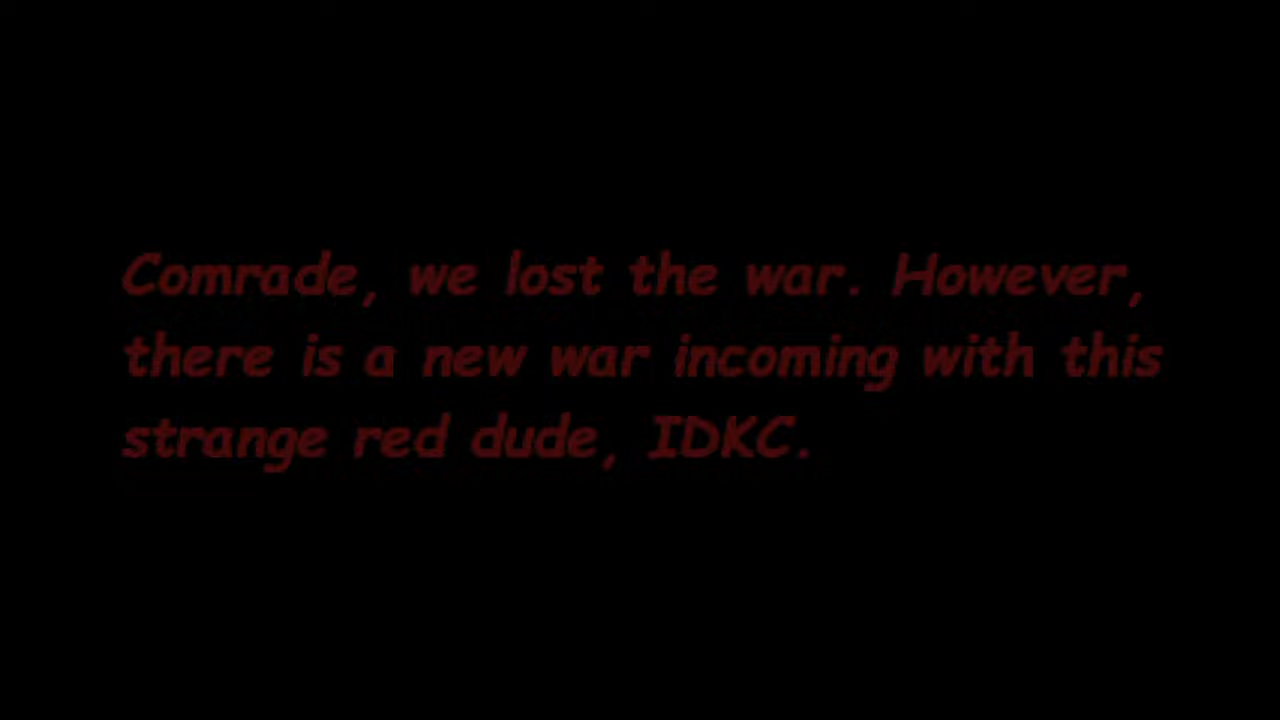 Comrade, we lost the war. However,
there is a new war incoming with this
strange red dude, IDKC.